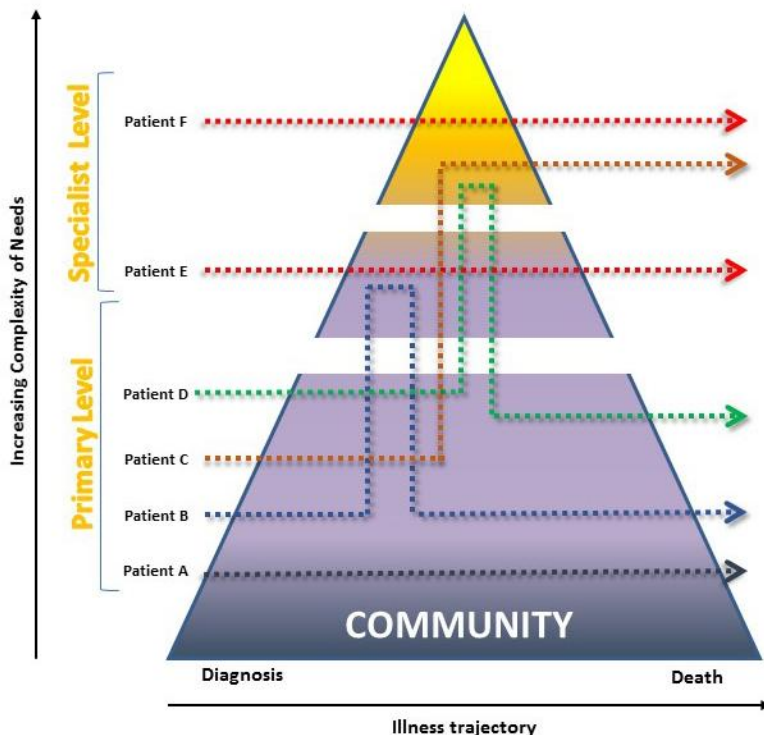 Increasing Complexity of Needs
Specialist Level
Primary Level
Patient F
Patient E
Patient D
Patient C
Patient B
Patient A
COMMUNITY
Diagnosis
Death
Illness trajectory